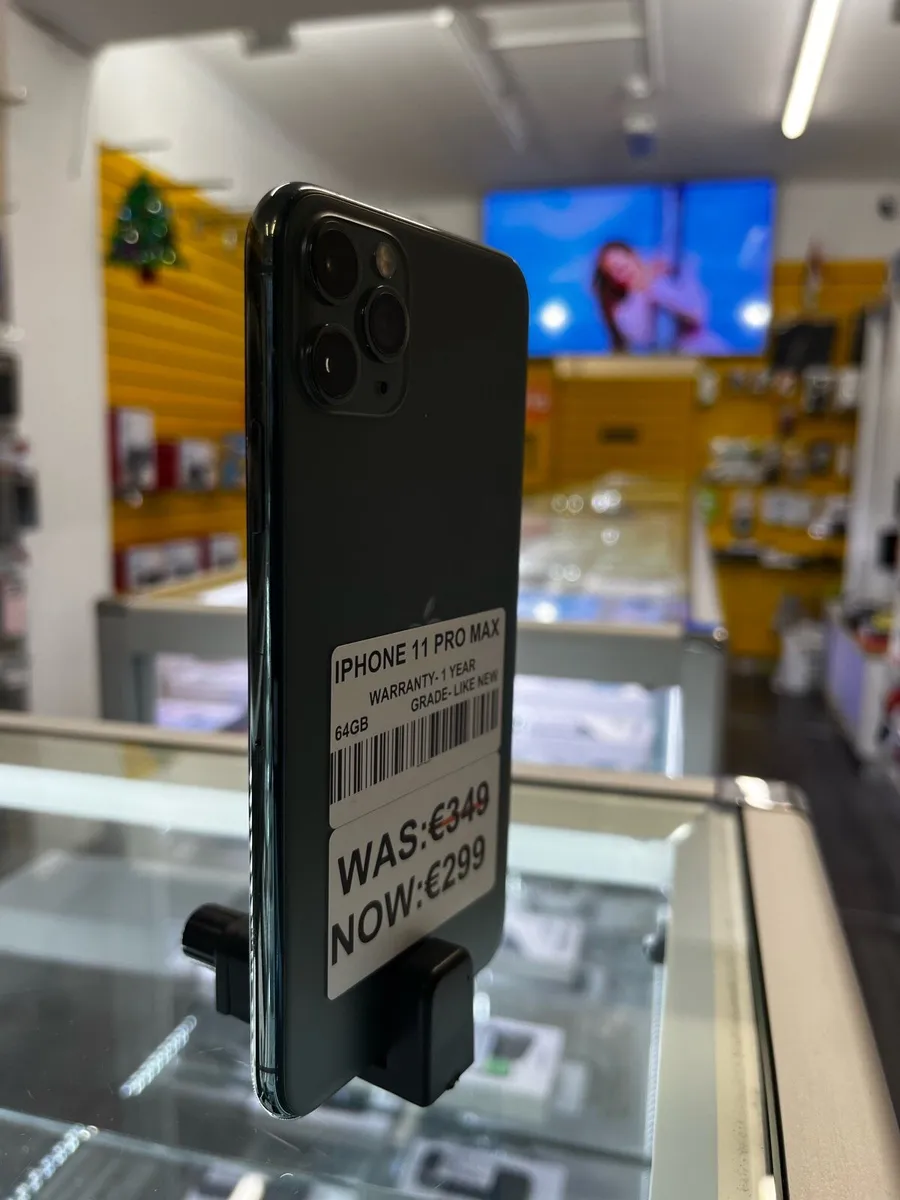 IPHONE 11 PRO MAX
WARRANTY- 1 YEAR
GRADE- LIKE NEW
64GB
WAS:€349
NOW:€299